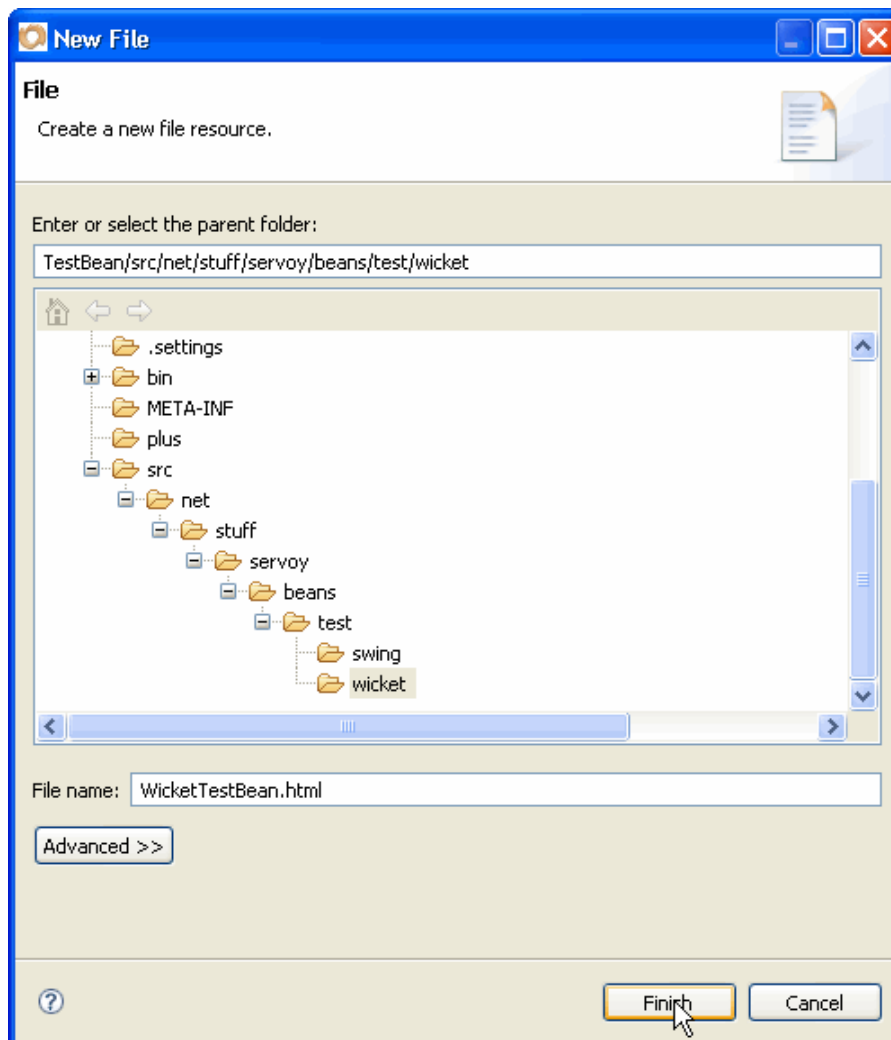 New File
File
Create a new file resource.
Enter or select the parent folder:
TestBean/src/net/stuff/servoy/beans/test/wicket
.settings
bin
META-INF
plus
src
net
stuff
servoy
beans
test
swing
wicket
File name: WicketTestBean.html
Advanced >>
Finish Cancel